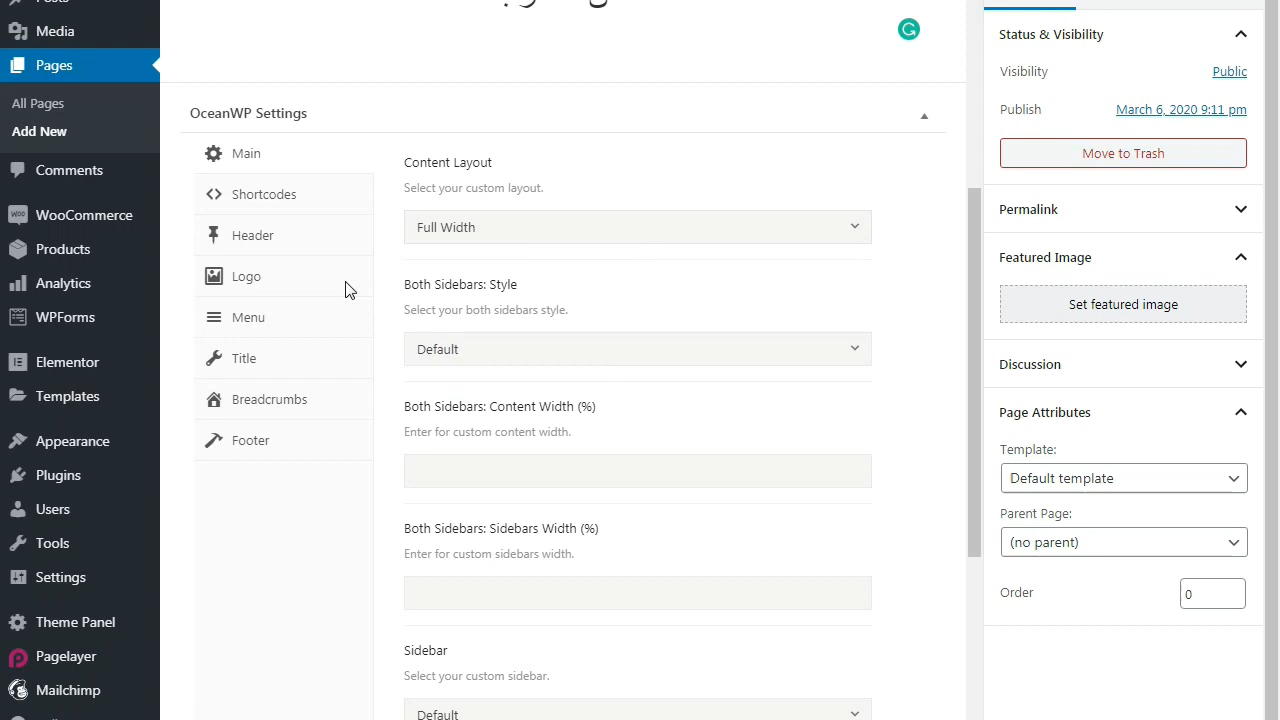 Media
Pages
All Pages
Add New
Comments
WooCommerce
Products
Analytics
WPForms
Elementor
Templates
Appearance
Plugins
Users
Tools
Settings
Theme Panel
Pagelayer
Mailchimp
OceanWP Settings
Main
Shortcodes
Header
Logo
Menu
Title
Breadcrumbs
Footer
Content Layout
Select your custom layout.
Full Width
Both Sidebars: Style
Select your both sidebars style.
Default
Both Sidebars: Content Width (%)
Enter for custom content width.
Both Sidebars: Sidebars Width (%)
Enter for custom sidebars width.
Sidebar
Select your custom sidebar.
Default
Status & Visibility
Visibility Public
Publish March 6, 2020 9:11 pm
Move to Trash
Permalink
Featured Image
Set featured image
Discussion
Page Attributes
Template:
Default template
Parent Page:
(no parent)
Order 0